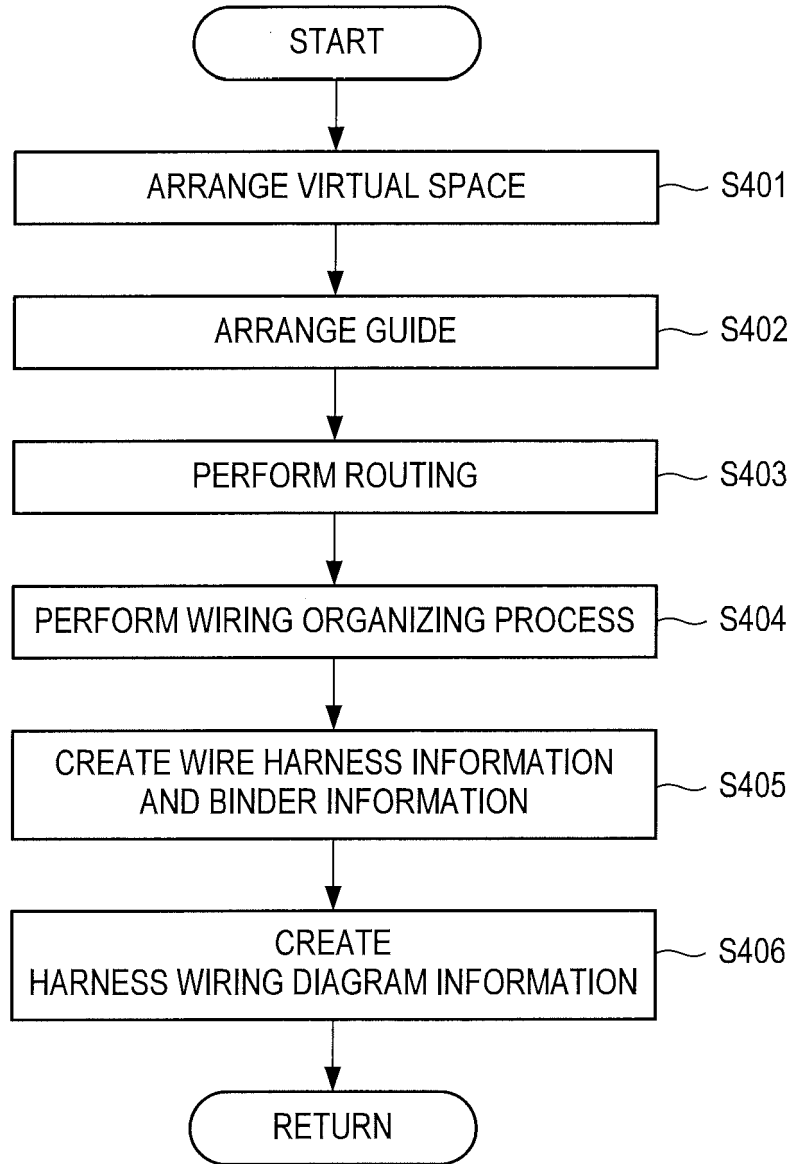 START
ARRANGE VIRTUAL SPACE
S401
ARRANGE GUIDE
S402
PERFORM ROUTING
S403
PERFORM WIRING ORGANIZING PROCESS
S404
CREATE WIRE HARNESS INFORMATION
AND BINDER INFORMATION
S405
CREATE
HARNESS WIRING DIAGRAM INFORMATION
S406
RETURN